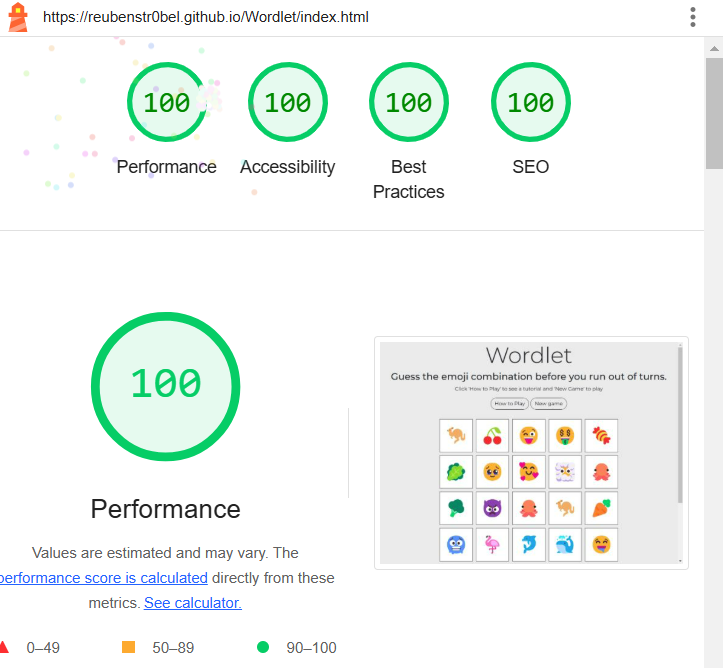 https://reubenstr0bel.github.io/Wordlet/index.html
100
100
100
100
Performance
Accessibility
Best
Practices
SEO
100
Performance
Values are estimated and may vary. The
performance score is calculated directly from these
metrics. See calculator.
0–49
50–89
90–100
Wordlet
Guess the emoji combination before you run out of turns.
Click 'How to Play' to see a tutorial and 'New Game' to play
How to Play
New game